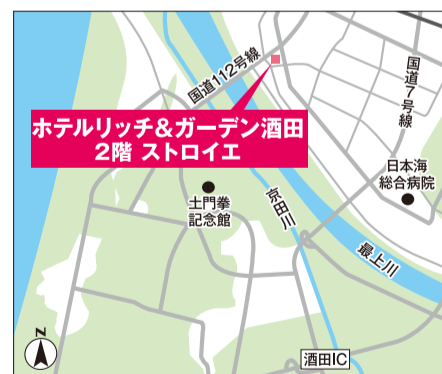 国道112号線
国道7号線
ホテルリッチ&ガーデン酒田
2階 ストロイエ
日本海
総合病院
土門拳
記念館
京田川
最上川
酒田IC
N